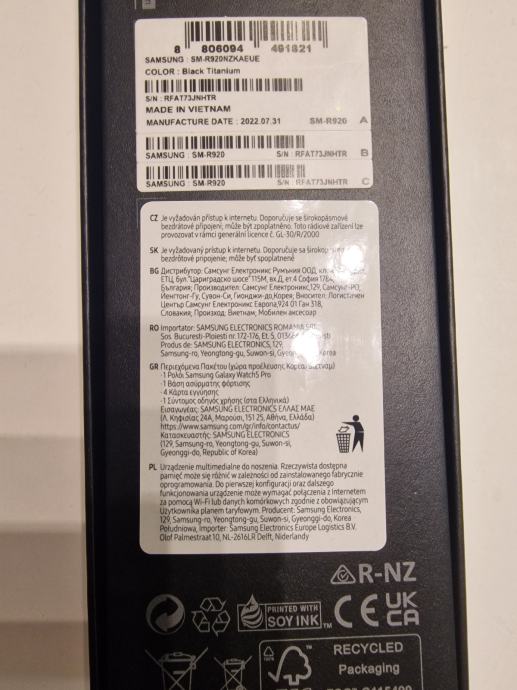 8 806094 491821
SAMSUNG : SM-R920NZKAEUE
COLOR : Black Titanium
S/N : RFAT73JNHTR
MADE IN VIETNAM
MANUFACTURE DATE : 2022.07.31 SM-R920 A
SAMSUNG : SM-R920 S/N : RFAT73JNHTR B
SAMSUNG : SM-R920 S/N : RFAT73JNHTR C
CZ Je vyžadován přístup k internetu. Doporučuje se širokopásmové
bezdrátové připojení; může být zpoplatněno. Toto rádiové zařízení lze
provozovat v rámci generální licence č. GL-30/R/2000
SK Je vyžadovaný prístup k internetu. Doporučuje sa širokopásmové
bezdrôtové pripojenie; môže byť spoplatnené
BG Дистрибутор: Самсунг Електроникс Румъния ООД, кл.
ЕТЦ, бул."Цариградско шосе" 115М, вх.Д, ет.4 София 1784,
България; Производител: Самсунг Електроникс,129, Самсунг-РО,
Йенгтонг-Гу, Сувон-Си, Гионджи-до,Корея; Вносител: Логистичен
Център Самсунг Електроникс Европа,924 01 Гань 318,
Словакия; Произход: Виетнам; Мобилен аксесоар
RO Importator: SAMSUNG ELECTRONICS ROMANIA SRL
Sos. Bucuresti-Ploiesti nr. 172-176, Et. 5,
Produs de: SAMSUNG ELECTRONICS, 129,
Samsung-ro, Yeongtong-gu, Suwon-si, Korea
GR Περιεχόμενα Πακέτου (χώρα προέλευσης Κορέα/Βιετναμ)
·1 Ρολόι Samsung Galaxy Watch5 Pro
·1 Βάση ασύρματης φόρτισης
·4 Κάρτα εγγύησης
·1 Σύντομος οδηγός χρήσης (στα Ελληνικά)
Εισαγωγέας: SAMSUNG ELECTRONICS ΕΛΛΑΣ ΜΑΕ
(Λ. Κηφισίας 24Α, Μαρούσι, 151 25, Αθήνα, Ελλάδα)
https://www.samsung.com/gr/info/contactus/
Κατασκευαστής: SAMSUNG ELECTRONICS
(129, Samsung-ro, Yeongtong-gu, Suwon-si,
Gyeonggi-do, Republic of Korea)
PL Urządzenie multimedialne do noszenia. Rzeczywista dostępna
pamięć może się różnić w zależności od zainstalowanego fabrycznie
oprogramowania. Do pierwszej konfiguracji oraz dalszego
funkcjonowania urządzenie może wymagać połączenia z Internetem
za pomocą Wi-Fi lub danych komórkowych zgodnie z obowiązującym
Użytkownika planem taryfowym. Producent: Samsung Electronics,
129, Samsung-ro, Yeongtong-gu, Suwon-si, Gyeonggi-do, Korea
Południowa, Importer: Samsung Electronics Europe Logistics B.V.
Olof Palmestraat 10, NL-2616LR Delft, Niderlandy
R-NZ
PRINTED WITH
SOY INK™
CE UK
CA
RECYCLED
Packaging